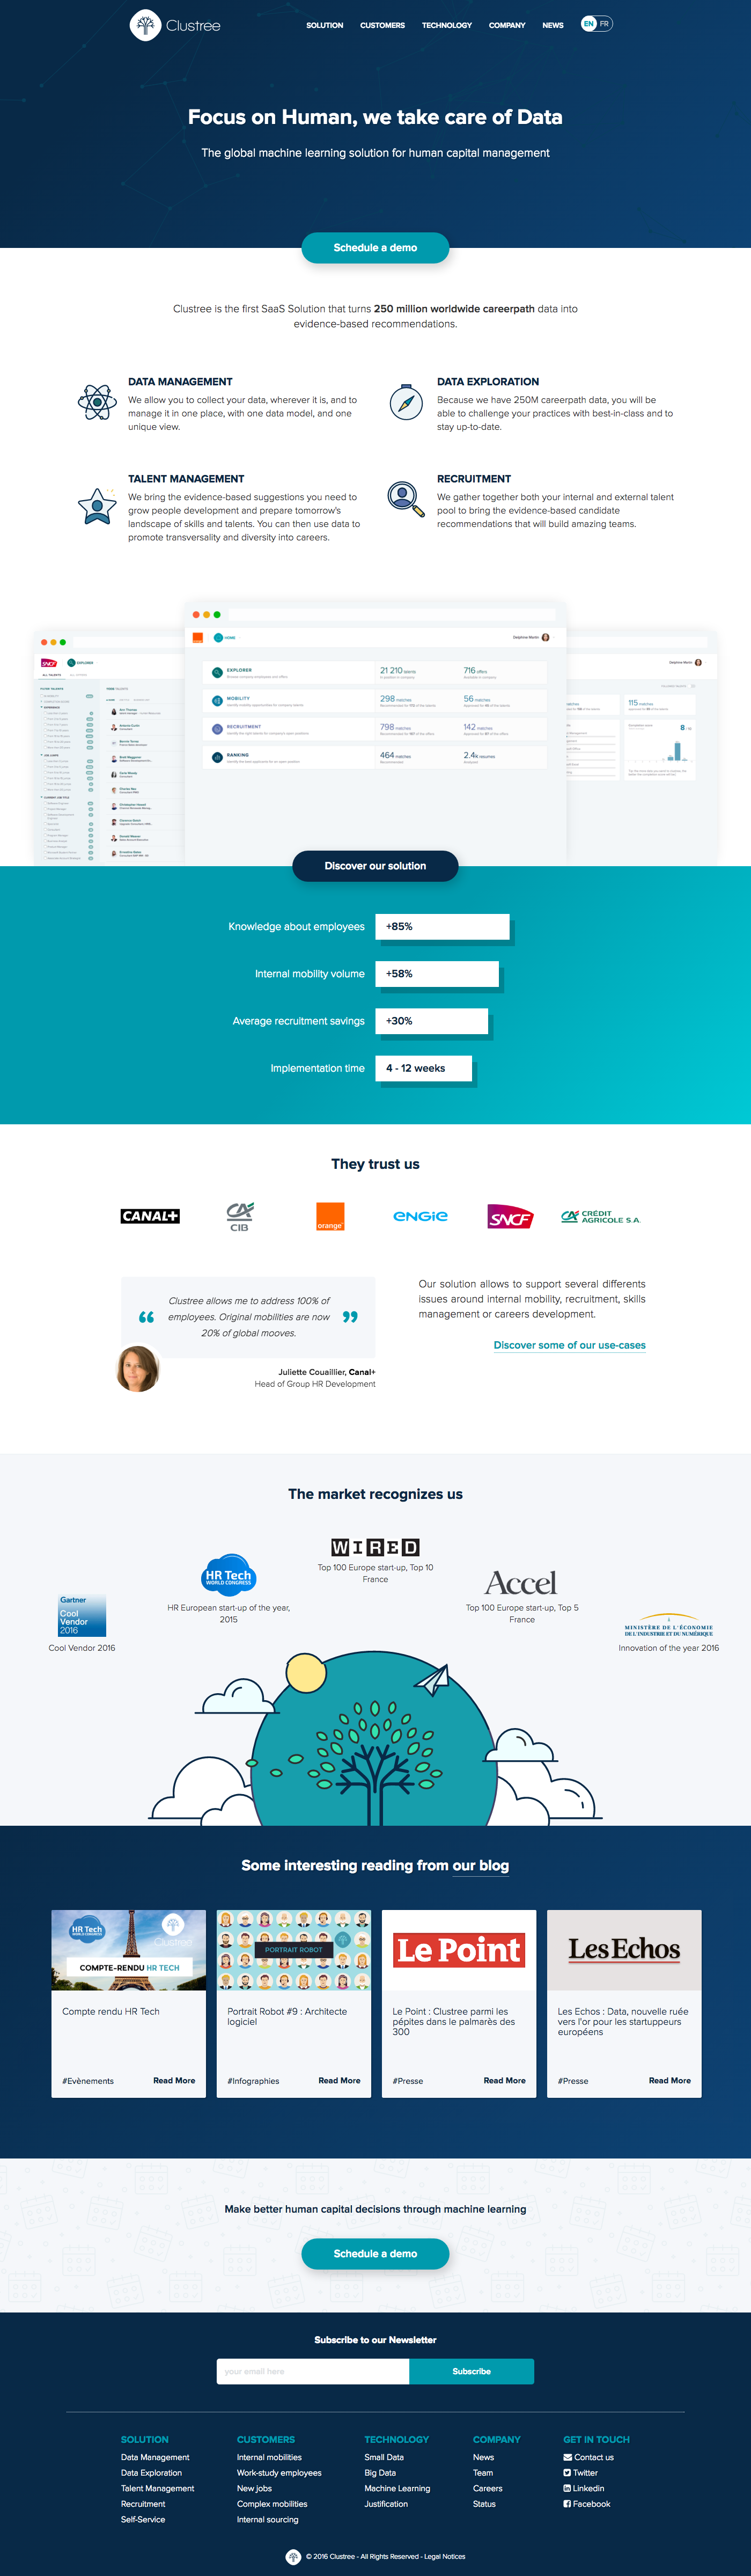 Clustree
SOLUTION
CUSTOMERS
TECHNOLOGY
COMPANY
NEWS
EN
FR
Focus on Human, we take care of Data
The global machine learning solution for human capital management
Schedule a demo
Clustree is the first SaaS Solution that turns 250 million worldwide careerpath data into
evidence-based recommendations.
DATA MANAGEMENT
We allow you to collect your data, wherever it is, and to
manage it in one place, with one data model, and one
unique view.
DATA EXPLORATION
Because we have 250M careerpath data, you will be
able to challenge your practices with best-in-class and to
stay up-to-date.
TALENT MANAGEMENT
We bring the evidence-based suggestions you need to
grow people development and prepare tomorrow's
landscape of skills and talents. You can then use data to
promote transversality and diversity into careers.
RECRUITMENT
We gather together both your internal and external talent
pool to bring the evidence-based candidate
recommendations that will build amazing teams.
SNCF
EXPLORER
HOME
Delphine Martin
EXPLORER
21 210 talents
716 offers
MOBILITY
298 matches
56 matches
RECRUITMENT
798 matches
142 matches
RANKING
464 matches
2.4k resumes
115 matches
Discover our solution
Knowledge about employees
+85%
Internal mobility volume
+58%
Average recruitment savings
+30%
Implementation time
4 - 12 weeks
They trust us
CANAL+
CA
CIB
orange
ENGIE
SNCF
CA CRÉDIT
AGRICOLE S.A.
“ Clustree allows me to address 100% of
employees. Original mobilities are now
20% of global mooves. ”
Juliette Couaillier, Canal+
Head of Group HR Development
Our solution allows to support several differents
issues around internal mobility, recruitment, skills
management or careers development.
Discover some of our use-cases
The market recognizes us
Gartner
Cool
Vendor
2016
Cool Vendor 2016
HR Tech
WORLD CONGRESS
HR European start-up of the year,
2015
WIRED
Top 100 Europe start-up, Top 10
France
Accel
Top 100 Europe start-up, Top 5
France
MINISTÈRE DE L'ÉCONOMIE
DE L'INDUSTRIE ET DU NUMÉRIQUE
Innovation of the year 2016
Some interesting reading from our blog
HR Tech
WORLD CONGRESS
Clustree
COMPTE-RENDU HR TECH
Compte rendu HR Tech
#Evènements
Read More
PORTRAIT ROBOT
Portrait Robot #9 : Architecte
logiciel
#Infographies
Read More
Le Point
Le Point : Clustree parmi les
pépites dans le palmarès des
300
#Presse
Read More
Les Echos
Les Echos : Data, nouvelle ruée
vers l'or pour les startuppeurs
européens
#Presse
Read More
Make better human capital decisions through machine learning
Schedule a demo
Subscribe to our Newsletter
your email here
Subscribe
SOLUTION
Data Management
Data Exploration
Talent Management
Recruitment
Self-Service
CUSTOMERS
Internal mobilities
Work-study employees
New jobs
Complex mobilities
Internal sourcing
TECHNOLOGY
Small Data
Big Data
Machine Learning
Justification
COMPANY
News
Team
Careers
Status
GET IN TOUCH
Contact us
Twitter
Linkedin
Facebook
© 2016 Clustree - All Rights Reserved - Legal Notices